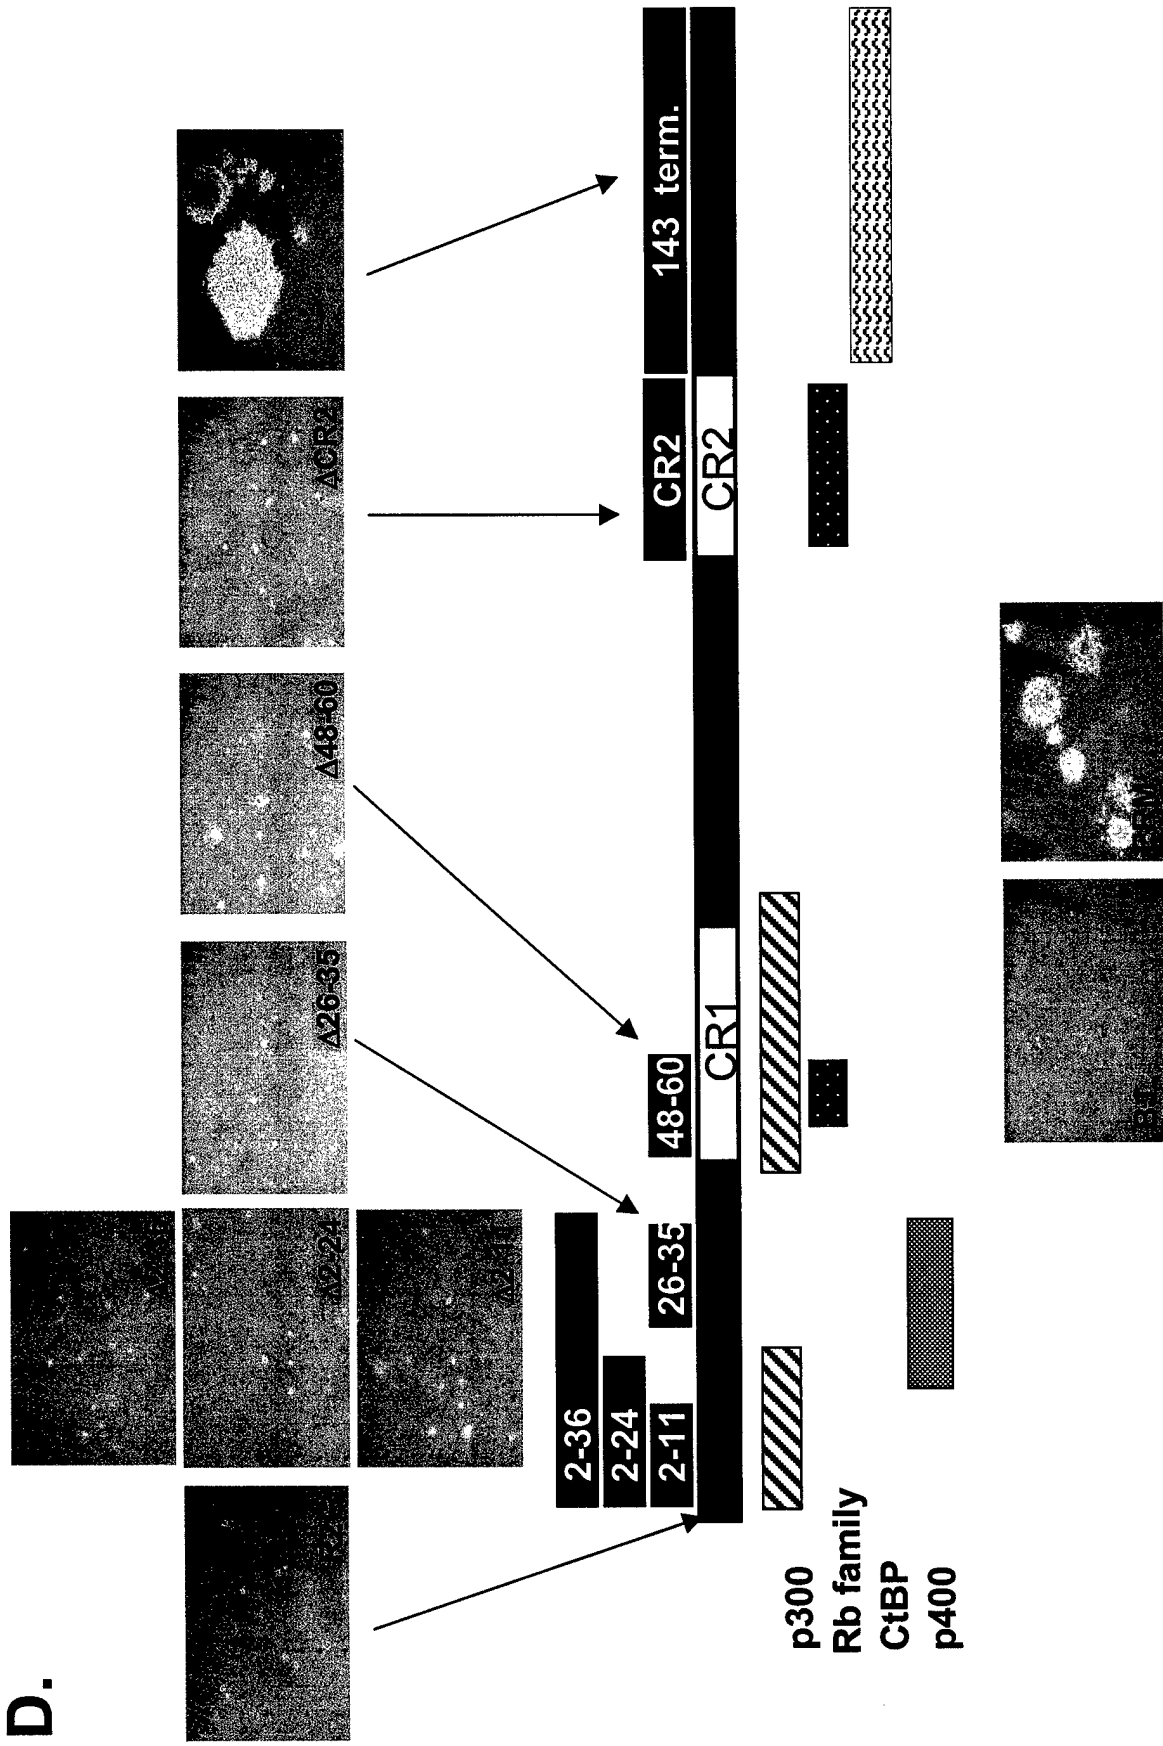 D.
Δ2-24
Δ26-35
Δ48-60
ΔCR2
2-36
2-24
2-11
26-35
48-60
CR2
143 term.
CR1
CR2
p300
Rb family
CtBP
p400